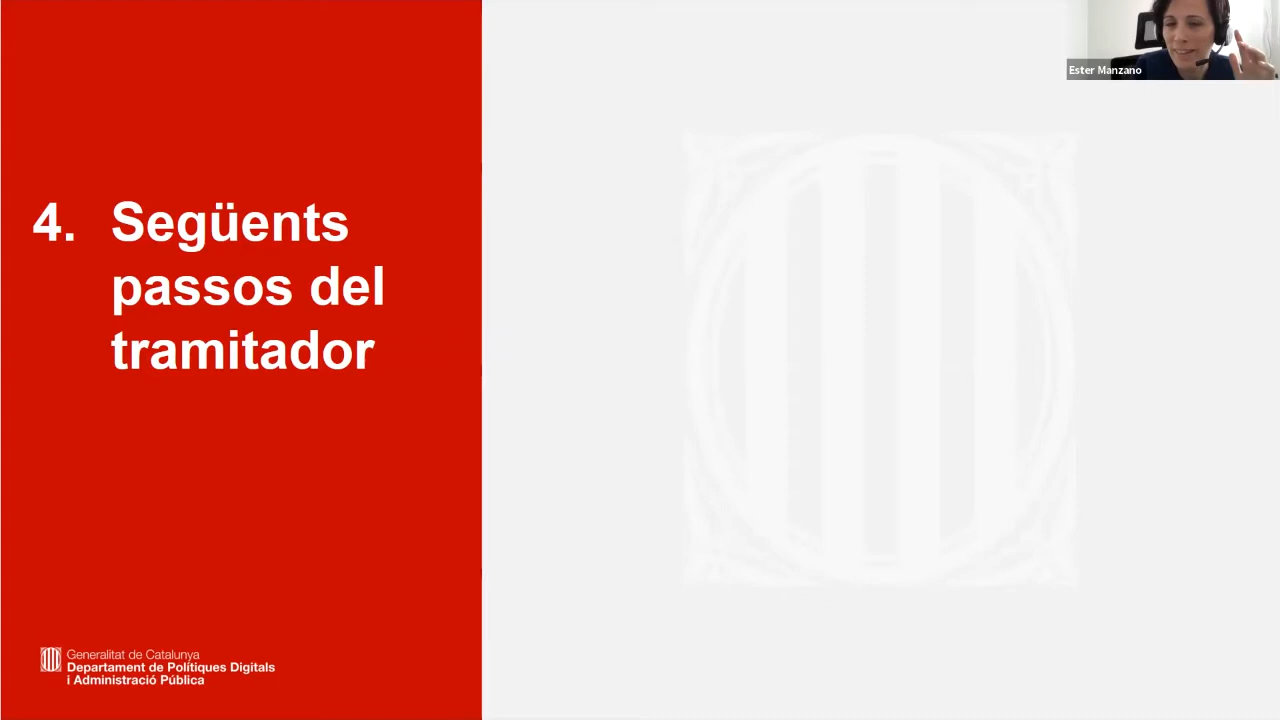 Ester Manzano
4. Següents
passos del
tramitador
Generalitat de Catalunya
Departament de Polítiques Digitals
i Administració Pública